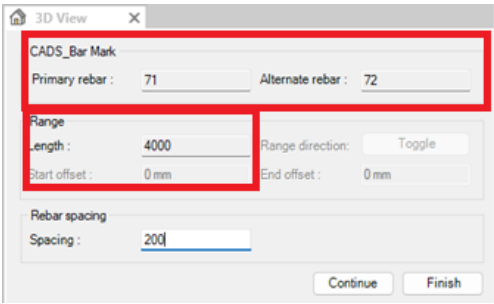 3D View
CADS_Bar Mark
Primary rebar : 71 Alternate rebar : 72
Range
Length : 4000 Range direction: Toggle
Start offset : 0 mm End offset : 0 mm
Rebar spacing
Spacing : 200
Continue Finish